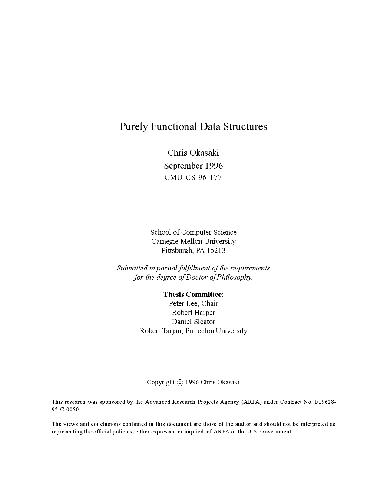 Purely Functional Data Structures
Chris Okasaki
September 1996
CMU-CS-96-177
School of Computer Science
Carnegie Mellon University
Pittsburgh, PA 15213
Submitted in partial fulfillment of the requirements
for the degree of Doctor of Philosophy.
Thesis Committee:
Peter Lee, Chair
Robert Harper
Daniel Sleator
Robert Tarjan, Princeton University
Copyright © 1996 Chris Okasaki
This research was sponsored by the Advanced Research Projects Agency (ARPA) under Contract No. F19628-
95-C-0050.
The views and conclusions contained in this document are those of the author and should not be interpreted as
representing the official policies, either expressed or implied, of ARPA or the U.S. Government.